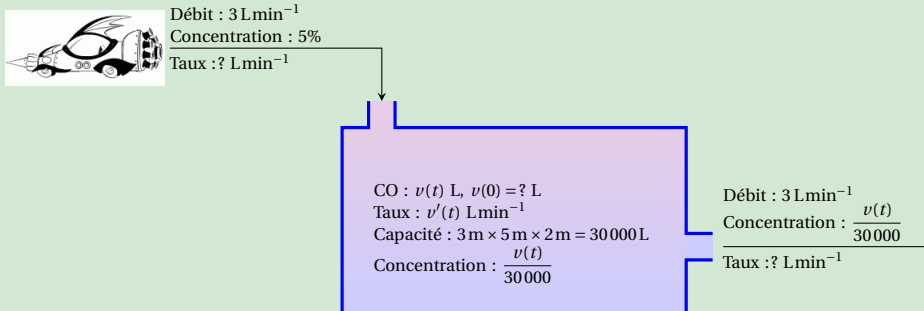 Débit : 3 L min⁻¹
Concentration : 5%
Taux :? L min⁻¹
CO : v(t) L, v(0) =? L
Taux : v′(t) L min⁻¹
Capacité : 3 m × 5 m × 2 m = 30 000 L
Concentration : v(t)/30 000
Débit : 3 L min⁻¹
Concentration : v(t)/30 000
Taux :? L min⁻¹